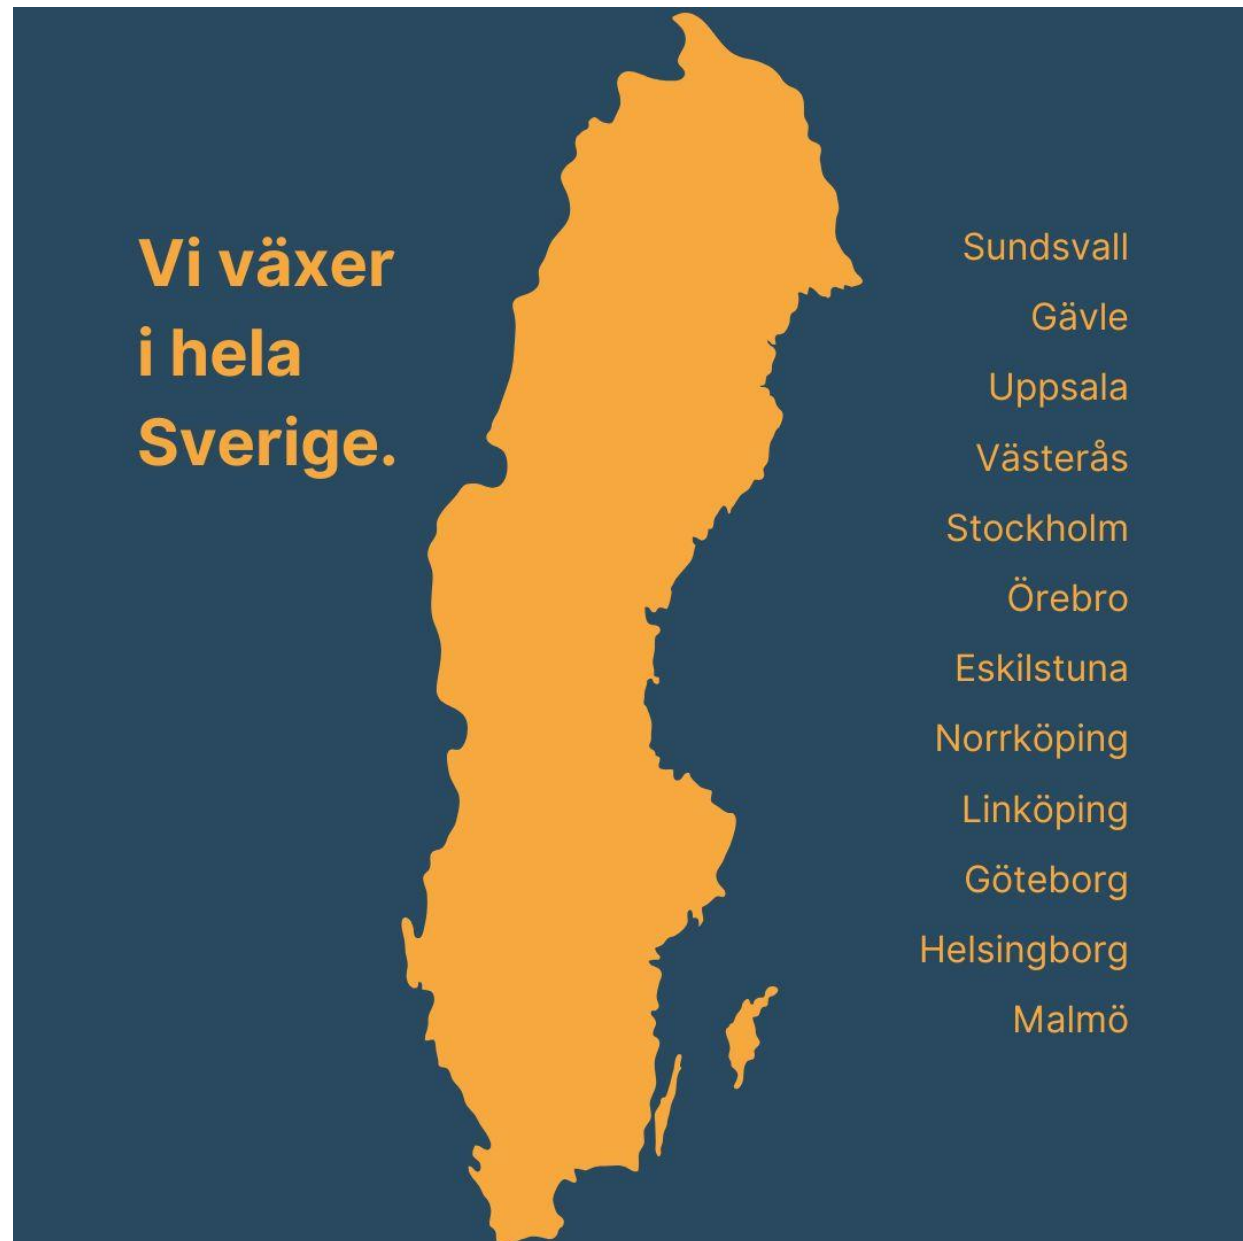 Vi växer
i hela
Sverige.
Sundsvall
Gävle
Uppsala
Västerås
Stockholm
Örebro
Eskilstuna
Norrköping
Linköping
Göteborg
Helsingborg
Malmö